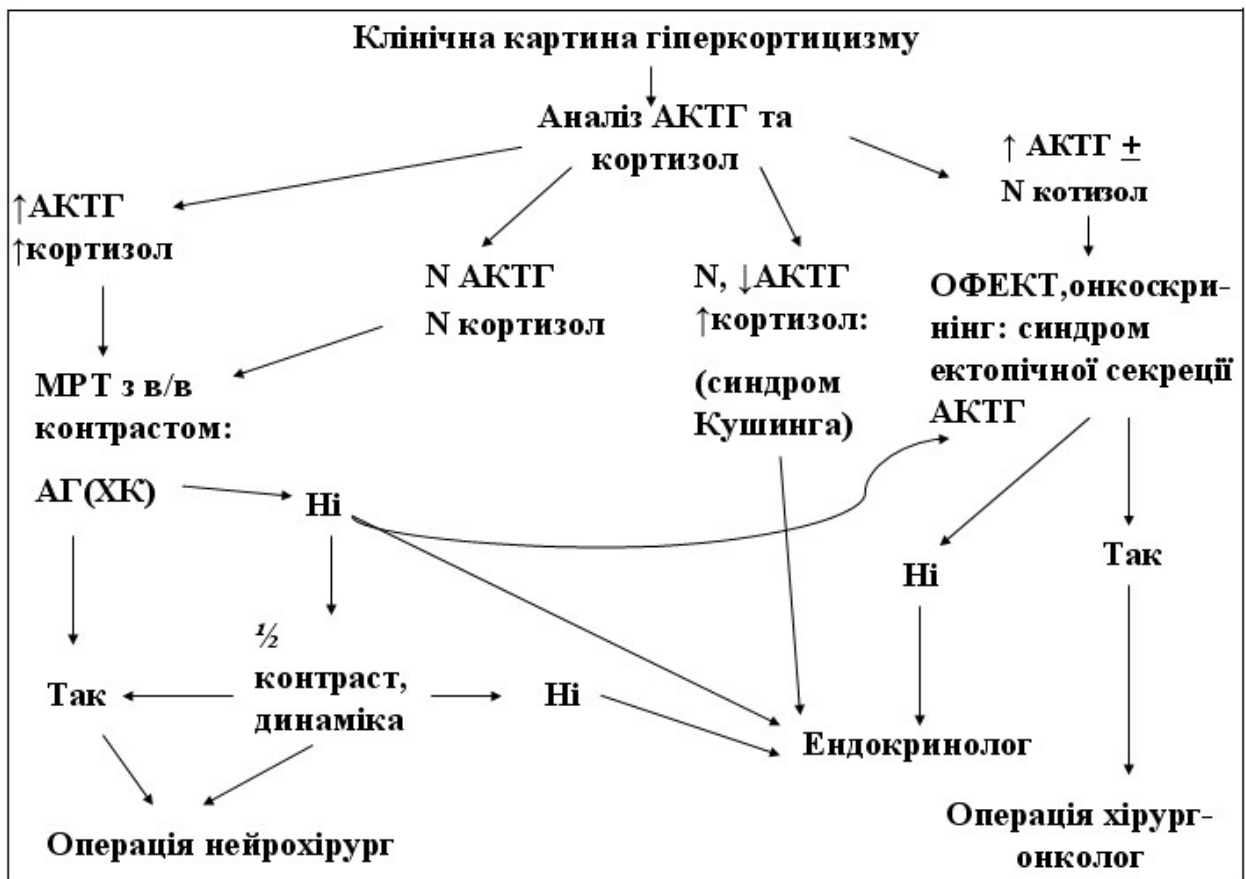 Клінічна картина гіперкортицизму
Аналіз АКТГ та
кортизол
↑АКТГ
↑кортизол
N АКТГ
N кортизол
N, ↓АКТГ
↑кортизол:
(синдром
Кушинга)
↑ АКТГ ±
N котизол
ОФЕКТ,онкоскри-
нінг: синдром
ектопічної секреції
АКТГ
МРТ з в/в
контрастом:
АГ(ХК)
Ні
Ні
Так
Так
½
контраст,
динаміка
Ні
Ендокринолог
Операція нейрохірург
Операція хірург-
онколог